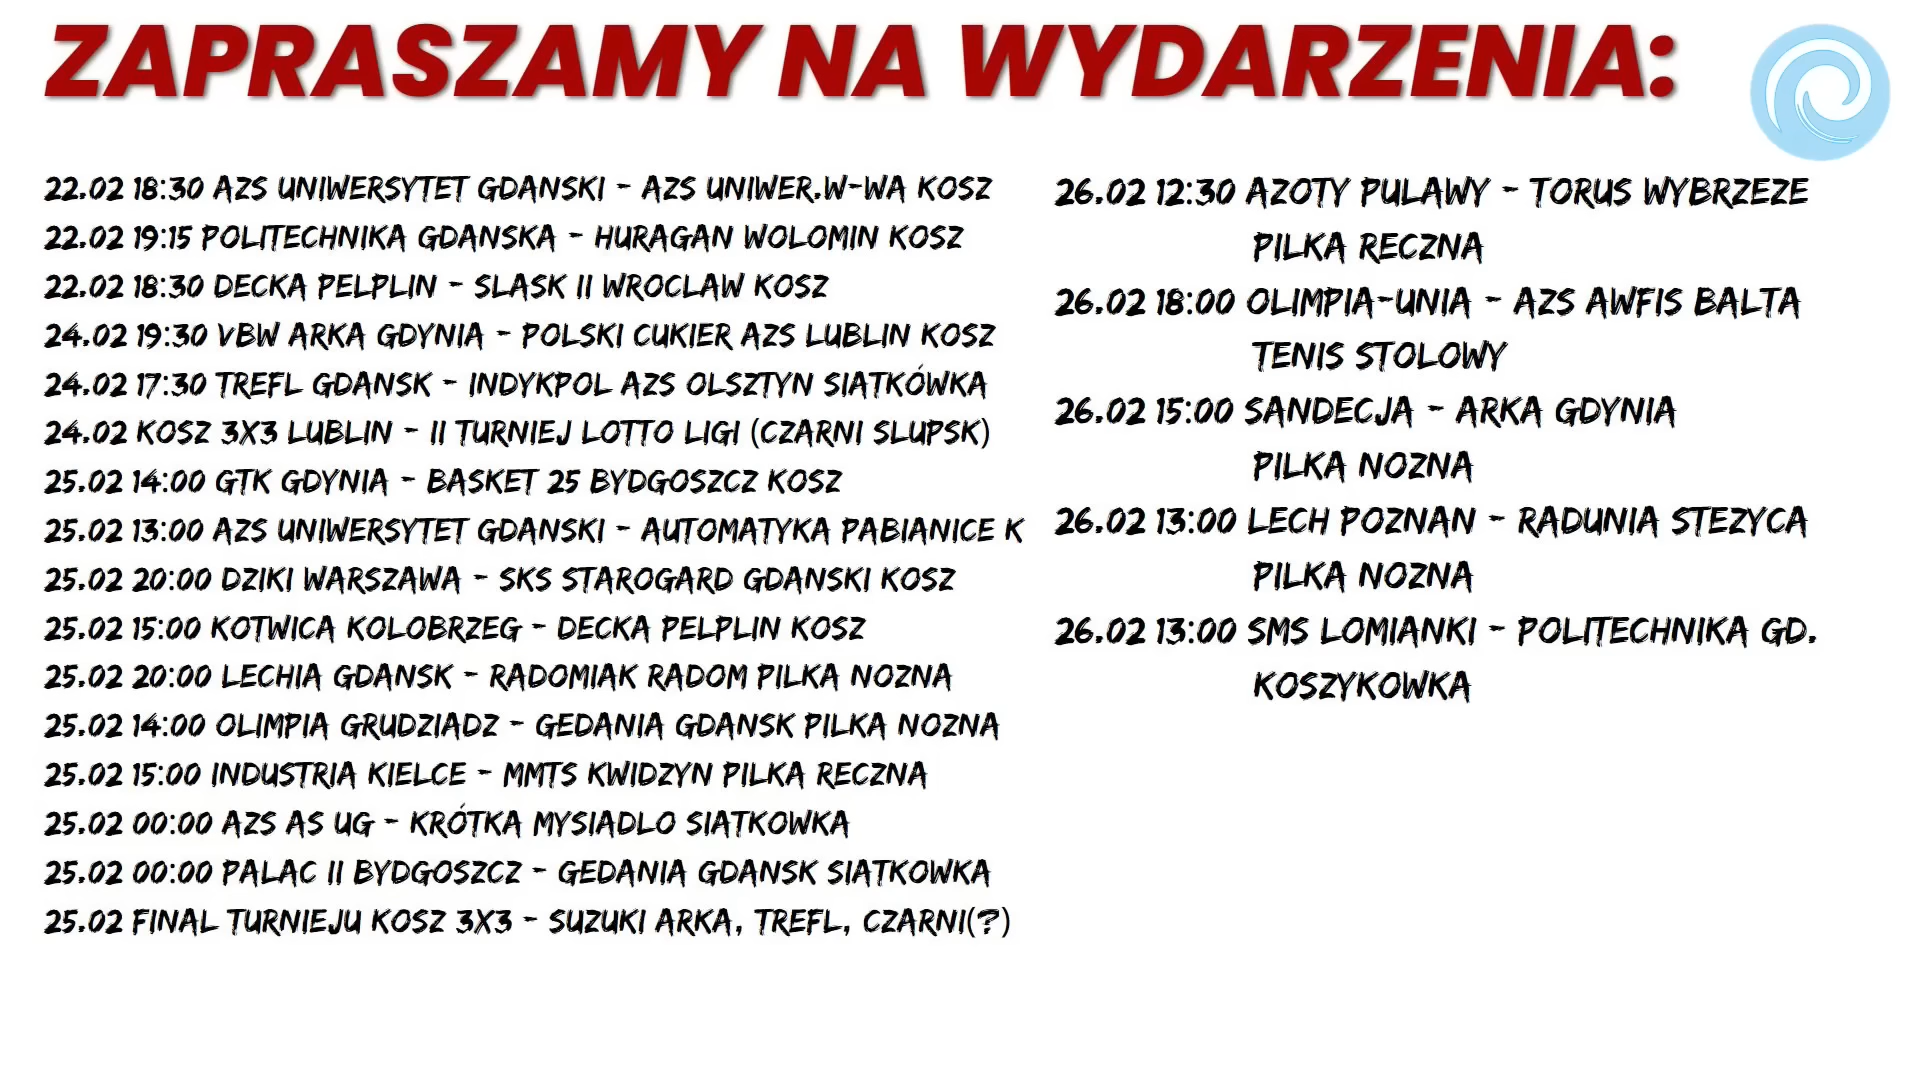 ZAPRASZAMY NA WYDARZENIA:
22.02 18:30 AZS UNIWERSYTET GDANSKI - AZS UNIWER.W-WA KOSZ
22.02 19:15 POLITECHNIKA GDANSKA - HURAGAN WOLOMIN KOSZ
22.02 18:30 DECKA PELPLIN - SLASK II WROCLAW KOSZ
24.02 19:30 VBW ARKA GDYNIA - POLSKI CUKIER AZS LUBLIN KOSZ
24.02 17:30 TREFL GDANSK - INDYKPOL AZS OLSZTYN SIATKÓWKA
24.02 KOSZ 3X3 LUBLIN - II TURNIEJ LOTTO LIGI (CZARNI SLUPSK)
25.02 14:00 GTK GDYNIA - BASKET 25 BYDGOSZCZ KOSZ
25.02 13:00 AZS UNIWERSYTET GDANSKI - AUTOMATYKA PABIANICE K
25.02 20:00 DZIKI WARSZAWA - SKS STAROGARD GDANSKI KOSZ
25.02 15:00 KOTWICA KOLOBRZEG - DECKA PELPLIN KOSZ
25.02 20:00 LECHIA GDANSK - RADOMIAK RADOM PILKA NOZNA
25.02 14:00 OLIMPIA GRUDZIADZ - GEDANIA GDANSK PILKA NOZNA
25.02 15:00 INDUSTRIA KIELCE - MMTS KWIDZYN PILKA RECZNA
25.02 00:00 AZS AS UG - KRÓTKA MYSIADLO SIATKOWKA
25.02 00:00 PALAC II BYDGOSZCZ - GEDANIA GDANSK SIATKOWKA
25.02 FINAL TURNIEJU KOSZ 3X3 - SUZUKI ARKA, TREFL, CZARNI(?)
26.02 12:30 AZOTY PULAWY - TORUS WYBRZEZE
PILKA RECZNA
26.02 18:00 OLIMPIA-UNIA - AZS AWFIS BALTA
TENIS STOLOWY
26.02 15:00 SANDECJA - ARKA GDYNIA
PILKA NOZNA
26.02 13:00 LECH POZNAN - RADUNIA STEZYCA
PILKA NOZNA
26.02 13:00 SMS LOMIANKI - POLITECHNIKA GD.
KOSZYKOWKA